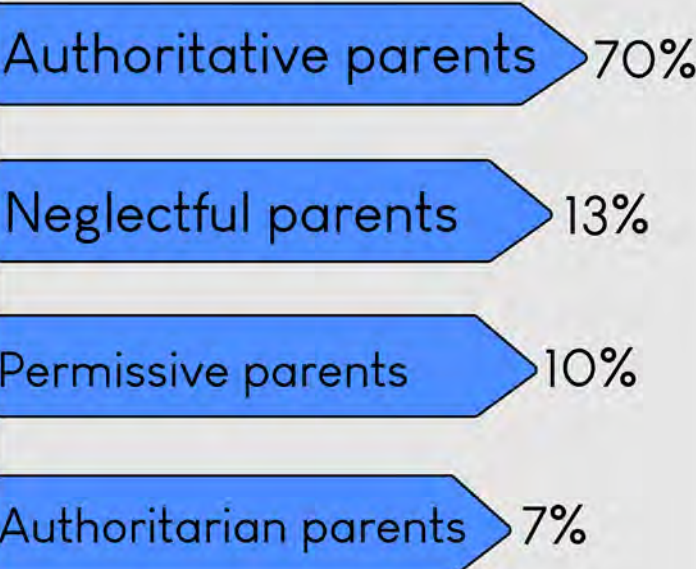 Authoritative parents 70%
Neglectful parents 13%
Permissive parents 10%
Authoritarian parents 7%